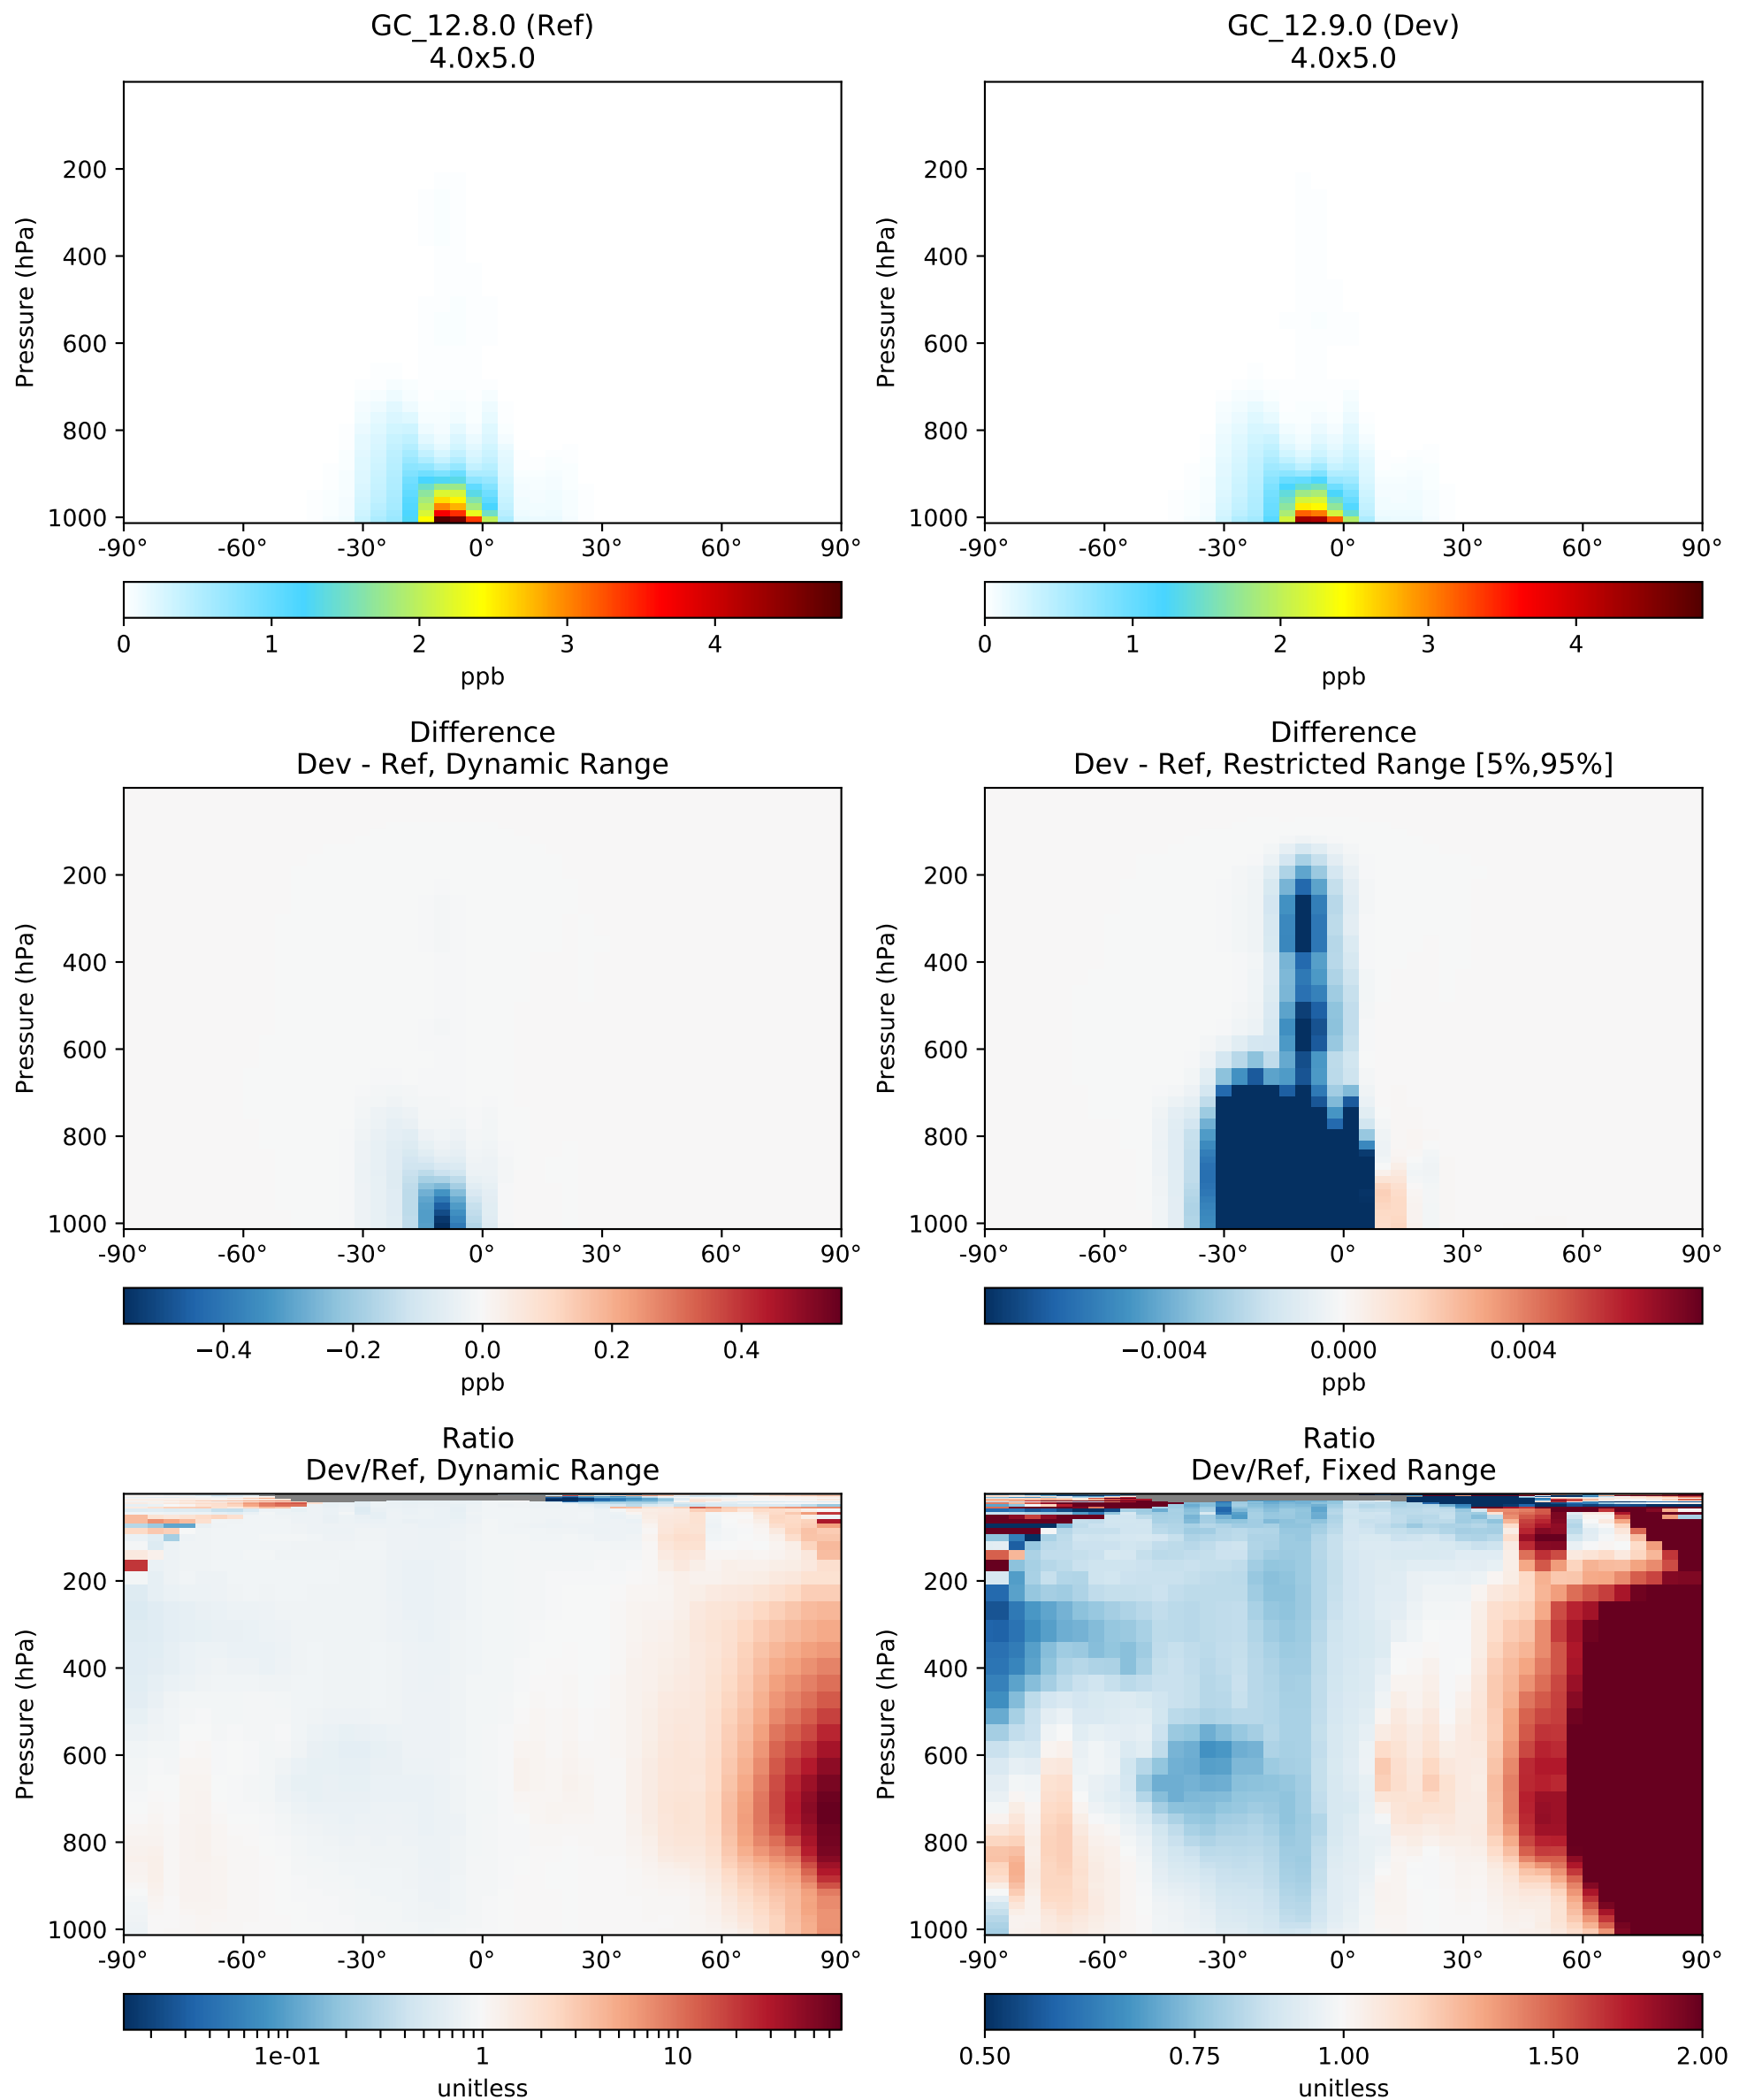 GC_12.8.0 (Ref)
4.0x5.0
GC_12.9.0 (Dev)
4.0x5.0
Pressure (hPa)
200
400
600
800
1000
-90° -60° -30° 0° 30° 60° 90°
0 1 2 3 4
ppb
Pressure (hPa)
200
400
600
800
1000
-90° -60° -30° 0° 30° 60° 90°
0 1 2 3 4
ppb
Difference
Dev - Ref, Dynamic Range
Difference
Dev - Ref, Restricted Range [5%,95%]
Pressure (hPa)
200
400
600
800
1000
-90° -60° -30° 0° 30° 60° 90°
−0.4 −0.2 0.0 0.2 0.4
ppb
Pressure (hPa)
200
400
600
800
1000
-90° -60° -30° 0° 30° 60° 90°
−0.004 0.000 0.004
ppb
Ratio
Dev/Ref, Dynamic Range
Ratio
Dev/Ref, Fixed Range
Pressure (hPa)
200
400
600
800
1000
-90° -60° -30° 0° 30° 60° 90°
1e-01 1 10
unitless
Pressure (hPa)
200
400
600
800
1000
-90° -60° -30° 0° 30° 60° 90°
0.50 0.75 1.00 1.50 2.00
unitless